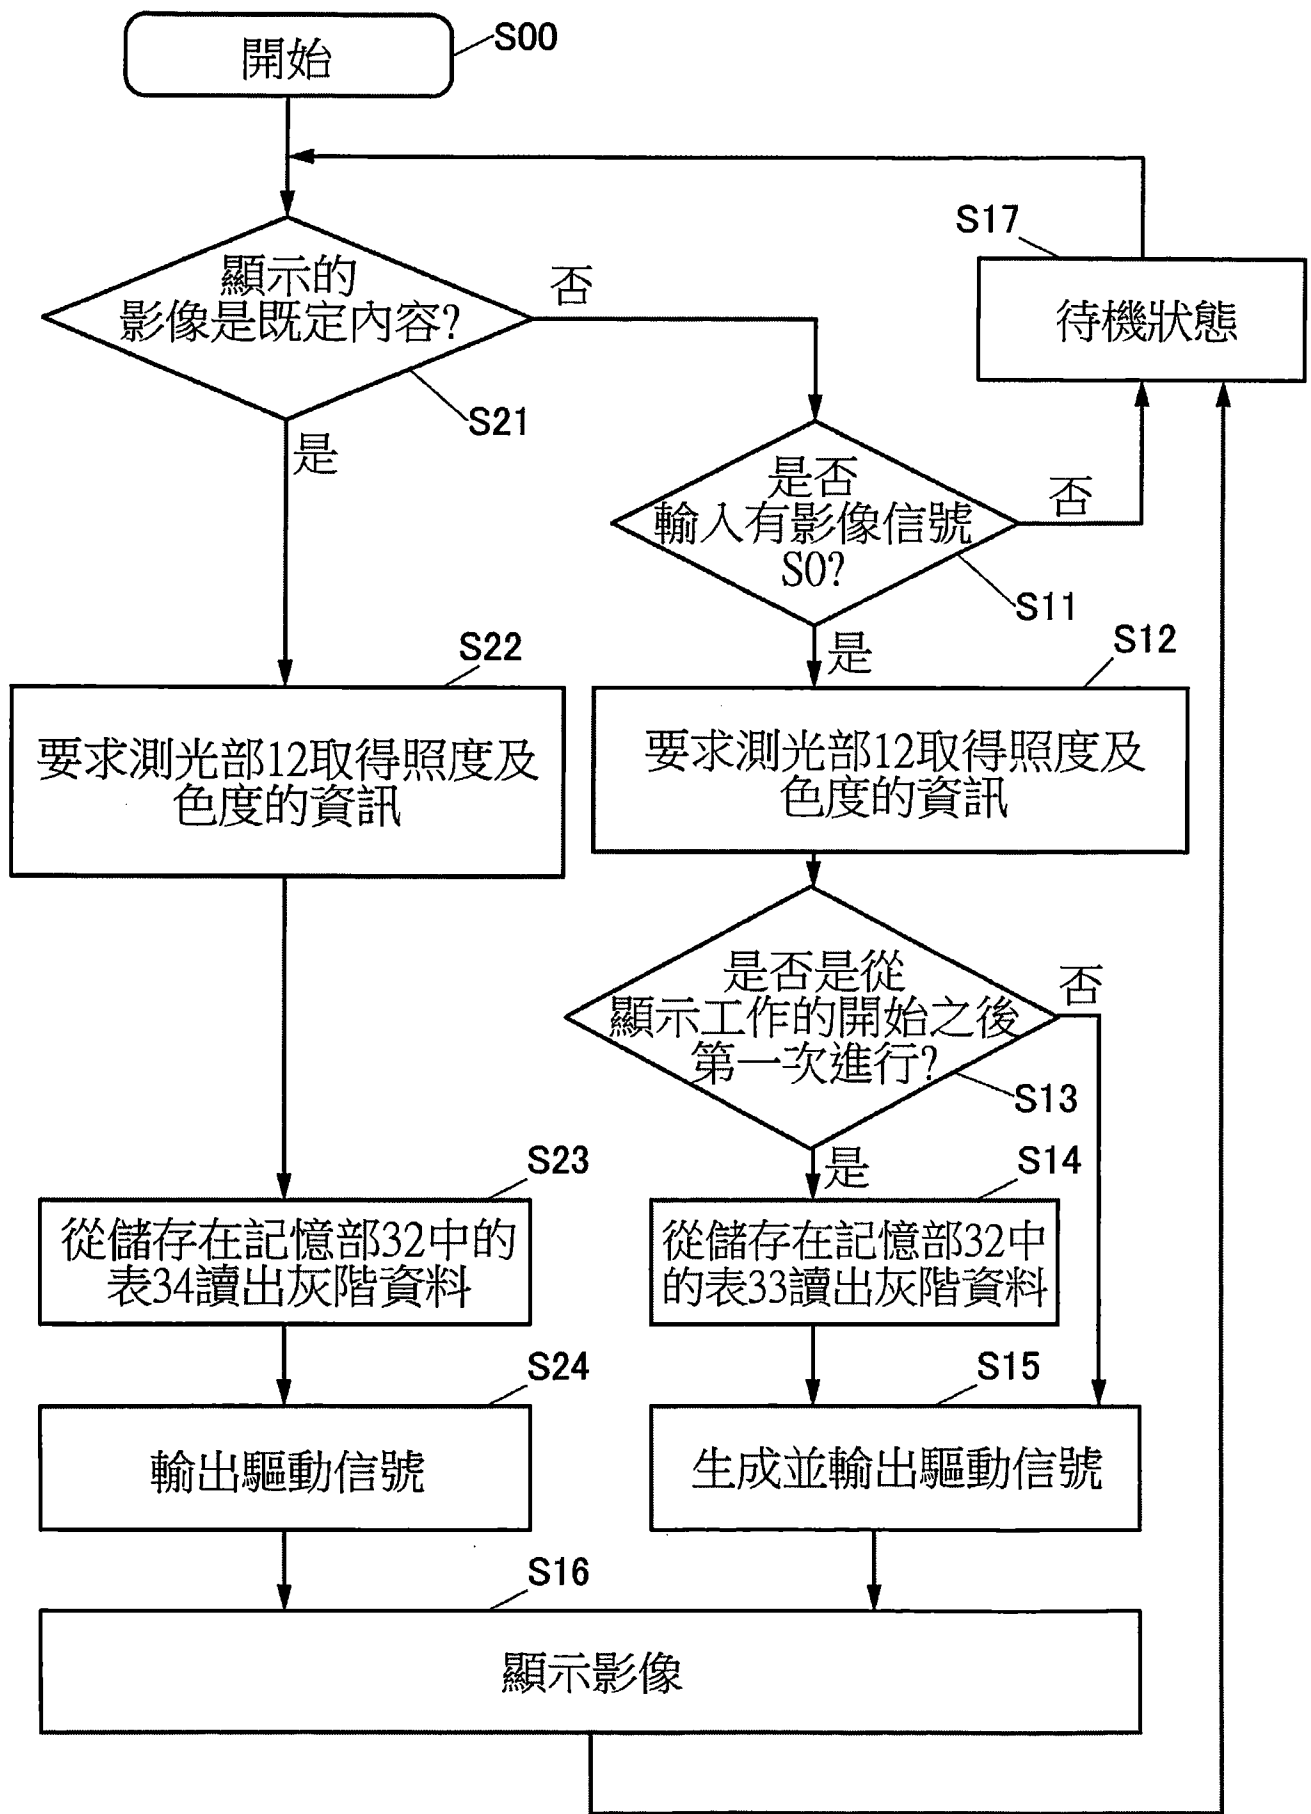 開始
S00
S17
待機狀態
顯示的
影像是既定內容?
否
S21
是
是否
輸入有影像信號
S0?
否
S11
是
S22
要求測光部12取得照度及
色度的資訊
S12
要求測光部12取得照度及
色度的資訊
是否是從
顯示工作的開始之後
第一次進行?
否
S13
是
S23
從儲存在記憶部32中的
表34讀出灰階資料
S14
從儲存在記憶部32中
的表33讀出灰階資料
S24
輸出驅動信號
S15
生成並輸出驅動信號
S16
顯示影像